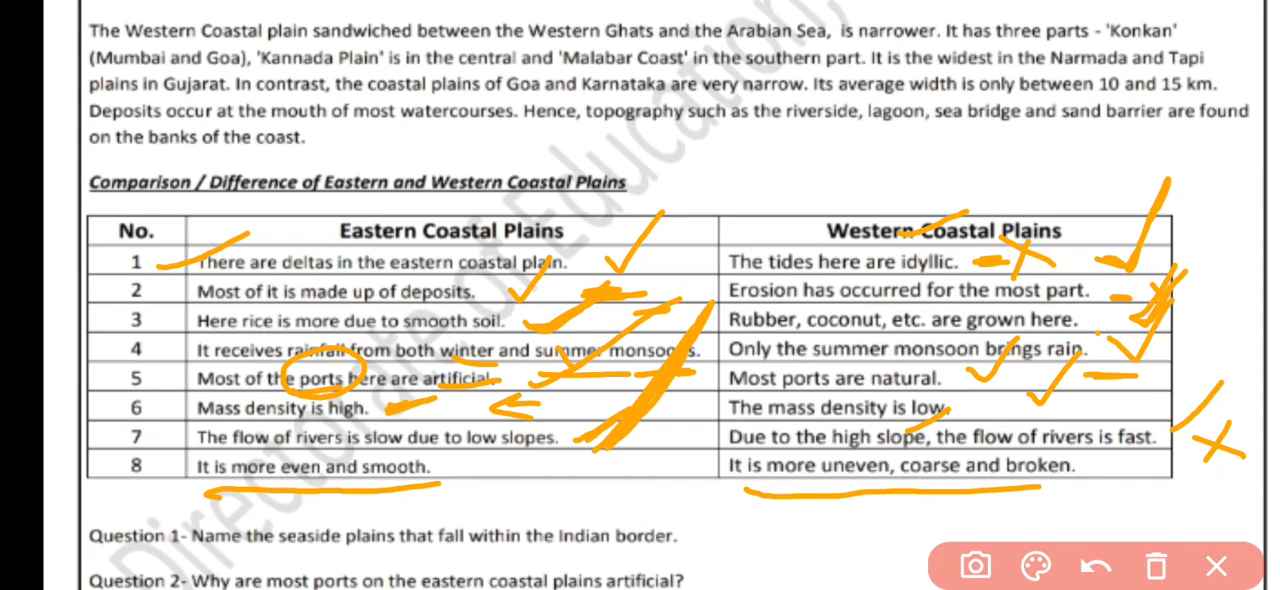 The Western Coastal plain sandwiched between the Western Ghats and the Arabian Sea, is narrower. It has three parts - 'Konkan'
(Mumbai and Goa), 'Kannada Plain' is in the central and 'Malabar Coast' in the southern part. It is the widest in the Narmada and Tapi
plains in Gujarat. In contrast, the coastal plains of Goa and Karnataka are very narrow. Its average width is only between 10 and 15 km.
Deposits occur at the mouth of most watercourses. Hence, topography such as the riverside, lagoon, sea bridge and sand barrier are found
on the banks of the coast.
Comparison / Difference of Eastern and Western Coastal Plains
No. Eastern Coastal Plains Western Coastal Plains
1 There are deltas in the eastern coastal plain. The tides here are idyllic.
2 Most of it is made up of deposits. Erosion has occurred for the most part.
3 Here rice is more due to smooth soil. Rubber, coconut, etc. are grown here.
4 It receives rainfall from both winter and summer monsoons. Only the summer monsoon brings rain.
5 Most of the ports here are artificial. Most ports are natural.
6 Mass density is high. The mass density is low.
7 The flow of rivers is slow due to low slopes. Due to the high slope, the flow of rivers is fast.
8 It is more even and smooth. It is more uneven, coarse and broken.
Question 1- Name the seaside plains that fall within the Indian border.
Question 2- Why are most ports on the eastern coastal plains artificial?
Directorate of Education,